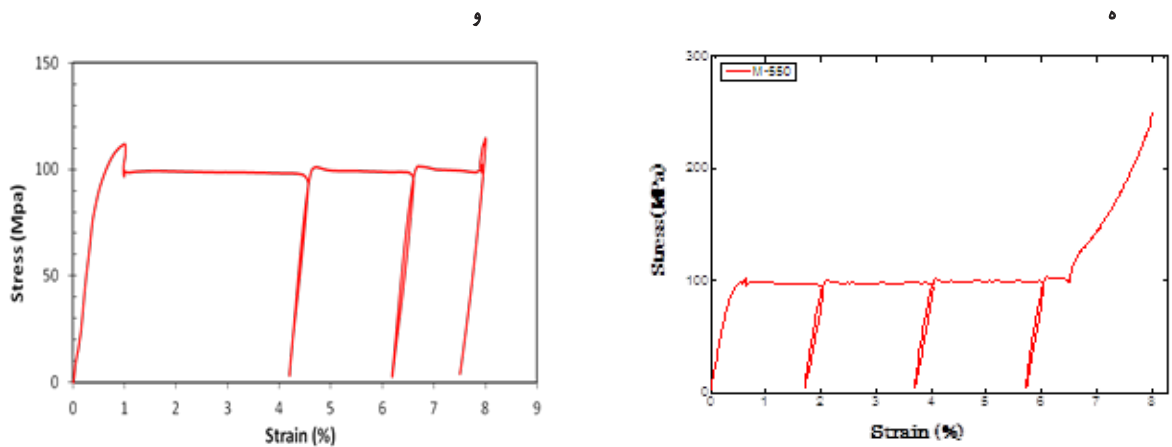 و
ه
150
100
50
0
Stress (Mpa)
0 1 2 3 4 5 6 7 8 9
Strain (%)
300
200
100
0
Stress (MPa)
M-550
0 1 2 3 4 5 6 7 8
Strain (%)